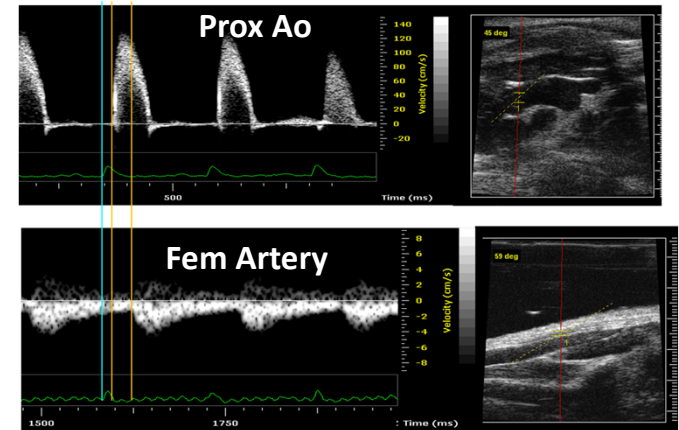 Prox Ao
140
120
100
80
60
40
20
0
-20
Velocity (cm/s)
45 deg
500
Time (ms)
Fem Artery
8
6
4
2
0
-2
-4
-6
-8
Velocity (cm/s)
59 deg
1500
1750
: Time (ms)